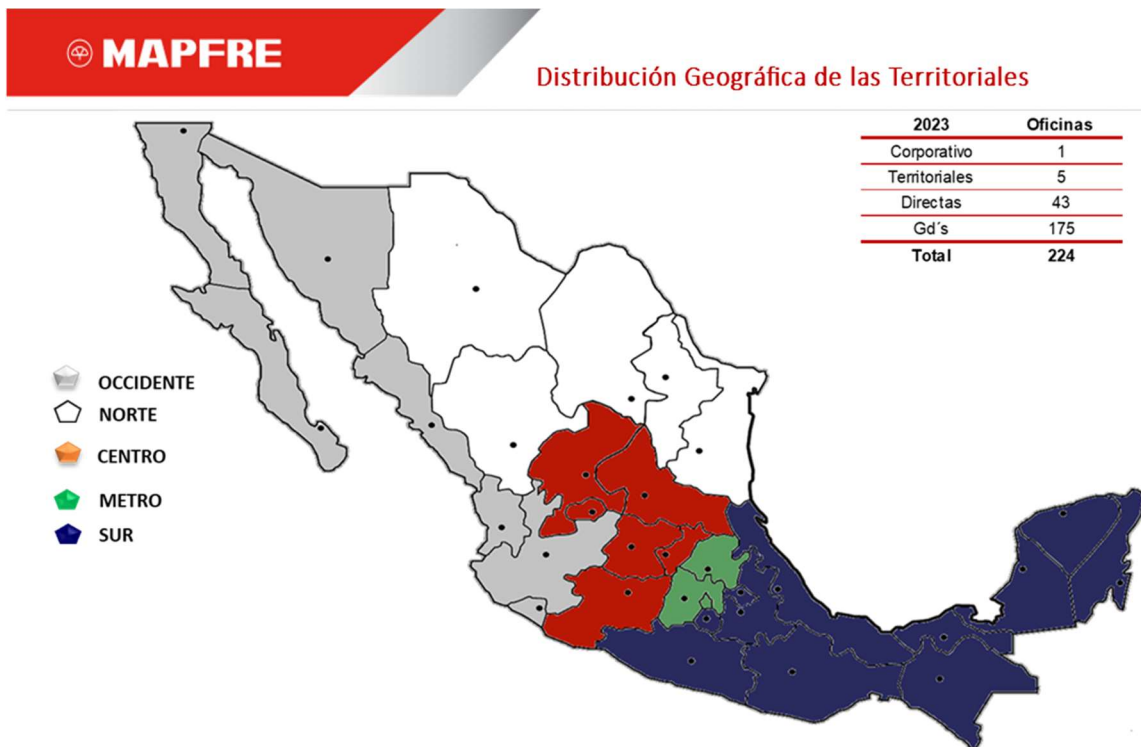 MAPFRE
Distribución Geográfica de las Territoriales
2023 Oficinas
Corporativo 1
Territoriales 5
Directas 43
Gd´s 175
Total 224
OCCIDENTE
NORTE
CENTRO
METRO
SUR